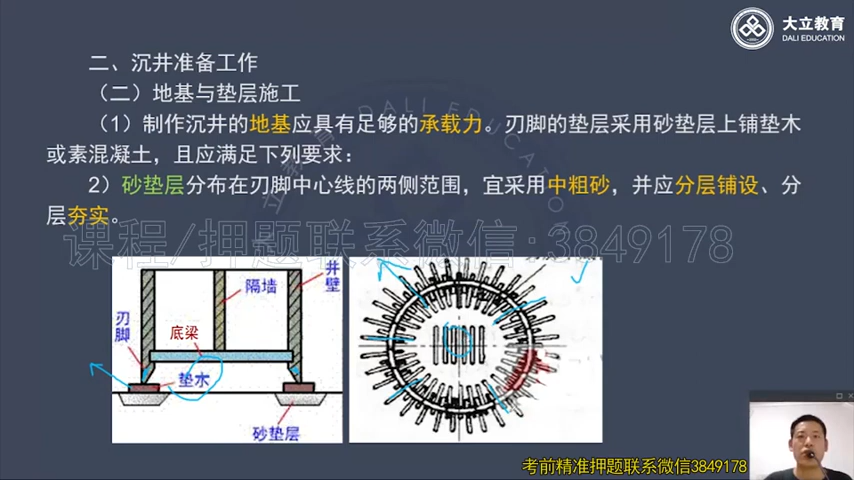 大立教育
DALI EDUCATION
二、沉井准备工作
（二）地基与垫层施工
（1）制作沉井的地基应具有足够的承载力。刃脚的垫层采用砂垫层上铺垫木
或素混凝土，且应满足下列要求：
2）砂垫层分布在刃脚中心线的两侧范围，宜采用中粗砂，并应分层铺设、分
层夯实。
课程/押题联系微信:3849178
隔墙
井壁
刃脚
底梁
垫木
砂垫层
考前精准押题联系微信3849178